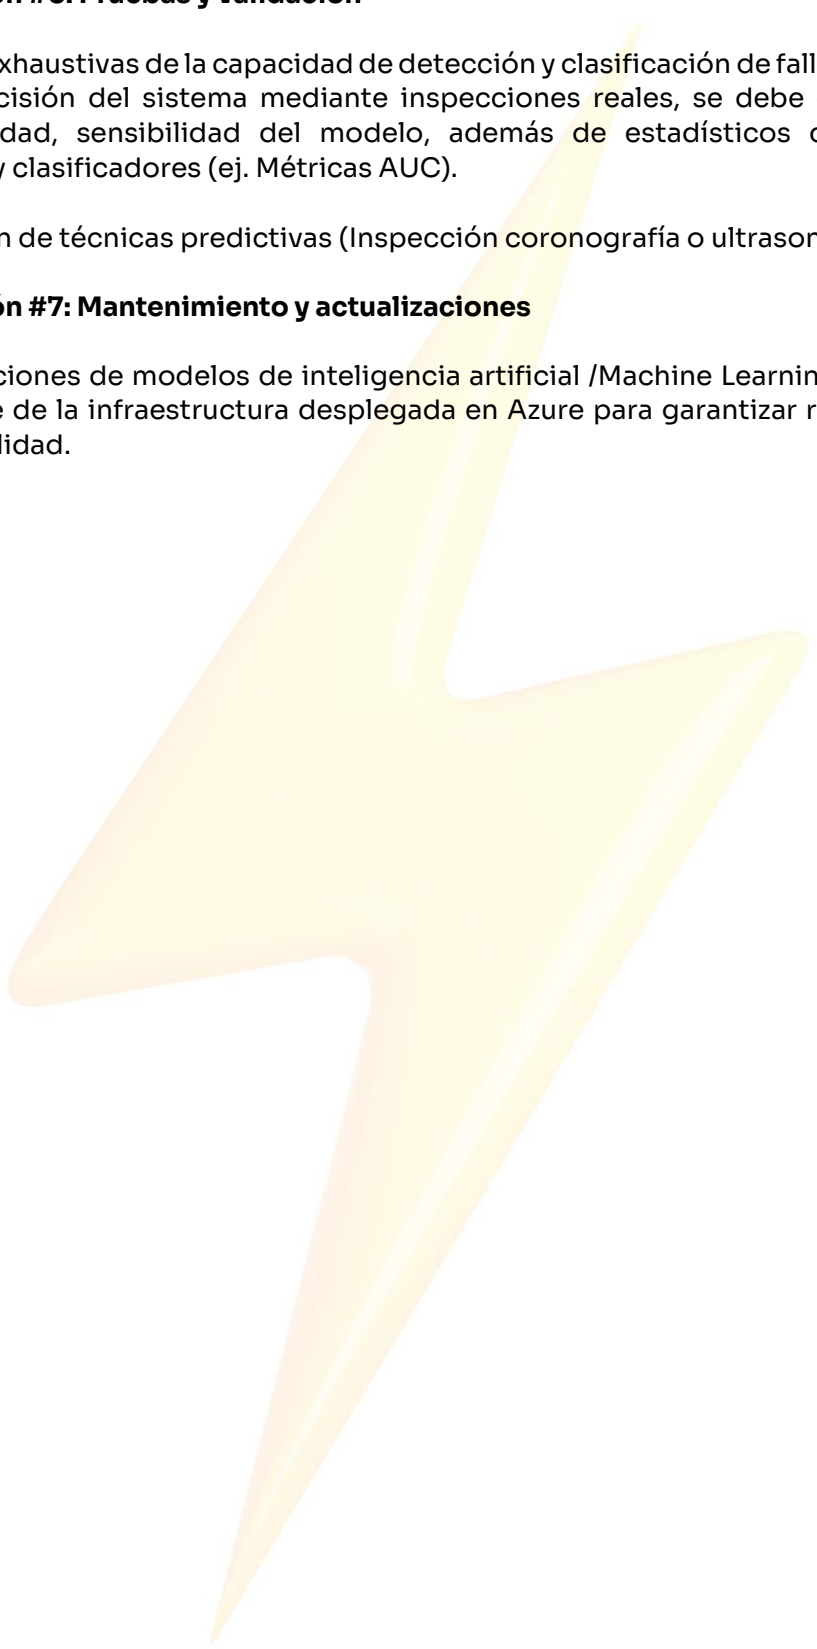 Pruebas y validación
xhaustivas de la capacidad de detección y clasificación de fall
cisión del sistema mediante inspecciones reales, se debe
dad, sensibilidad del modelo, además de estadísticos
y clasificadores (ej. Métricas AUC).
n de técnicas predictivas (Inspección coronografía o ultrason
ón #7: Mantenimiento y actualizaciones
ciones de modelos de inteligencia artificial /Machine Learnin
e de la infraestructura desplegada en Azure para garantizar
lidad.